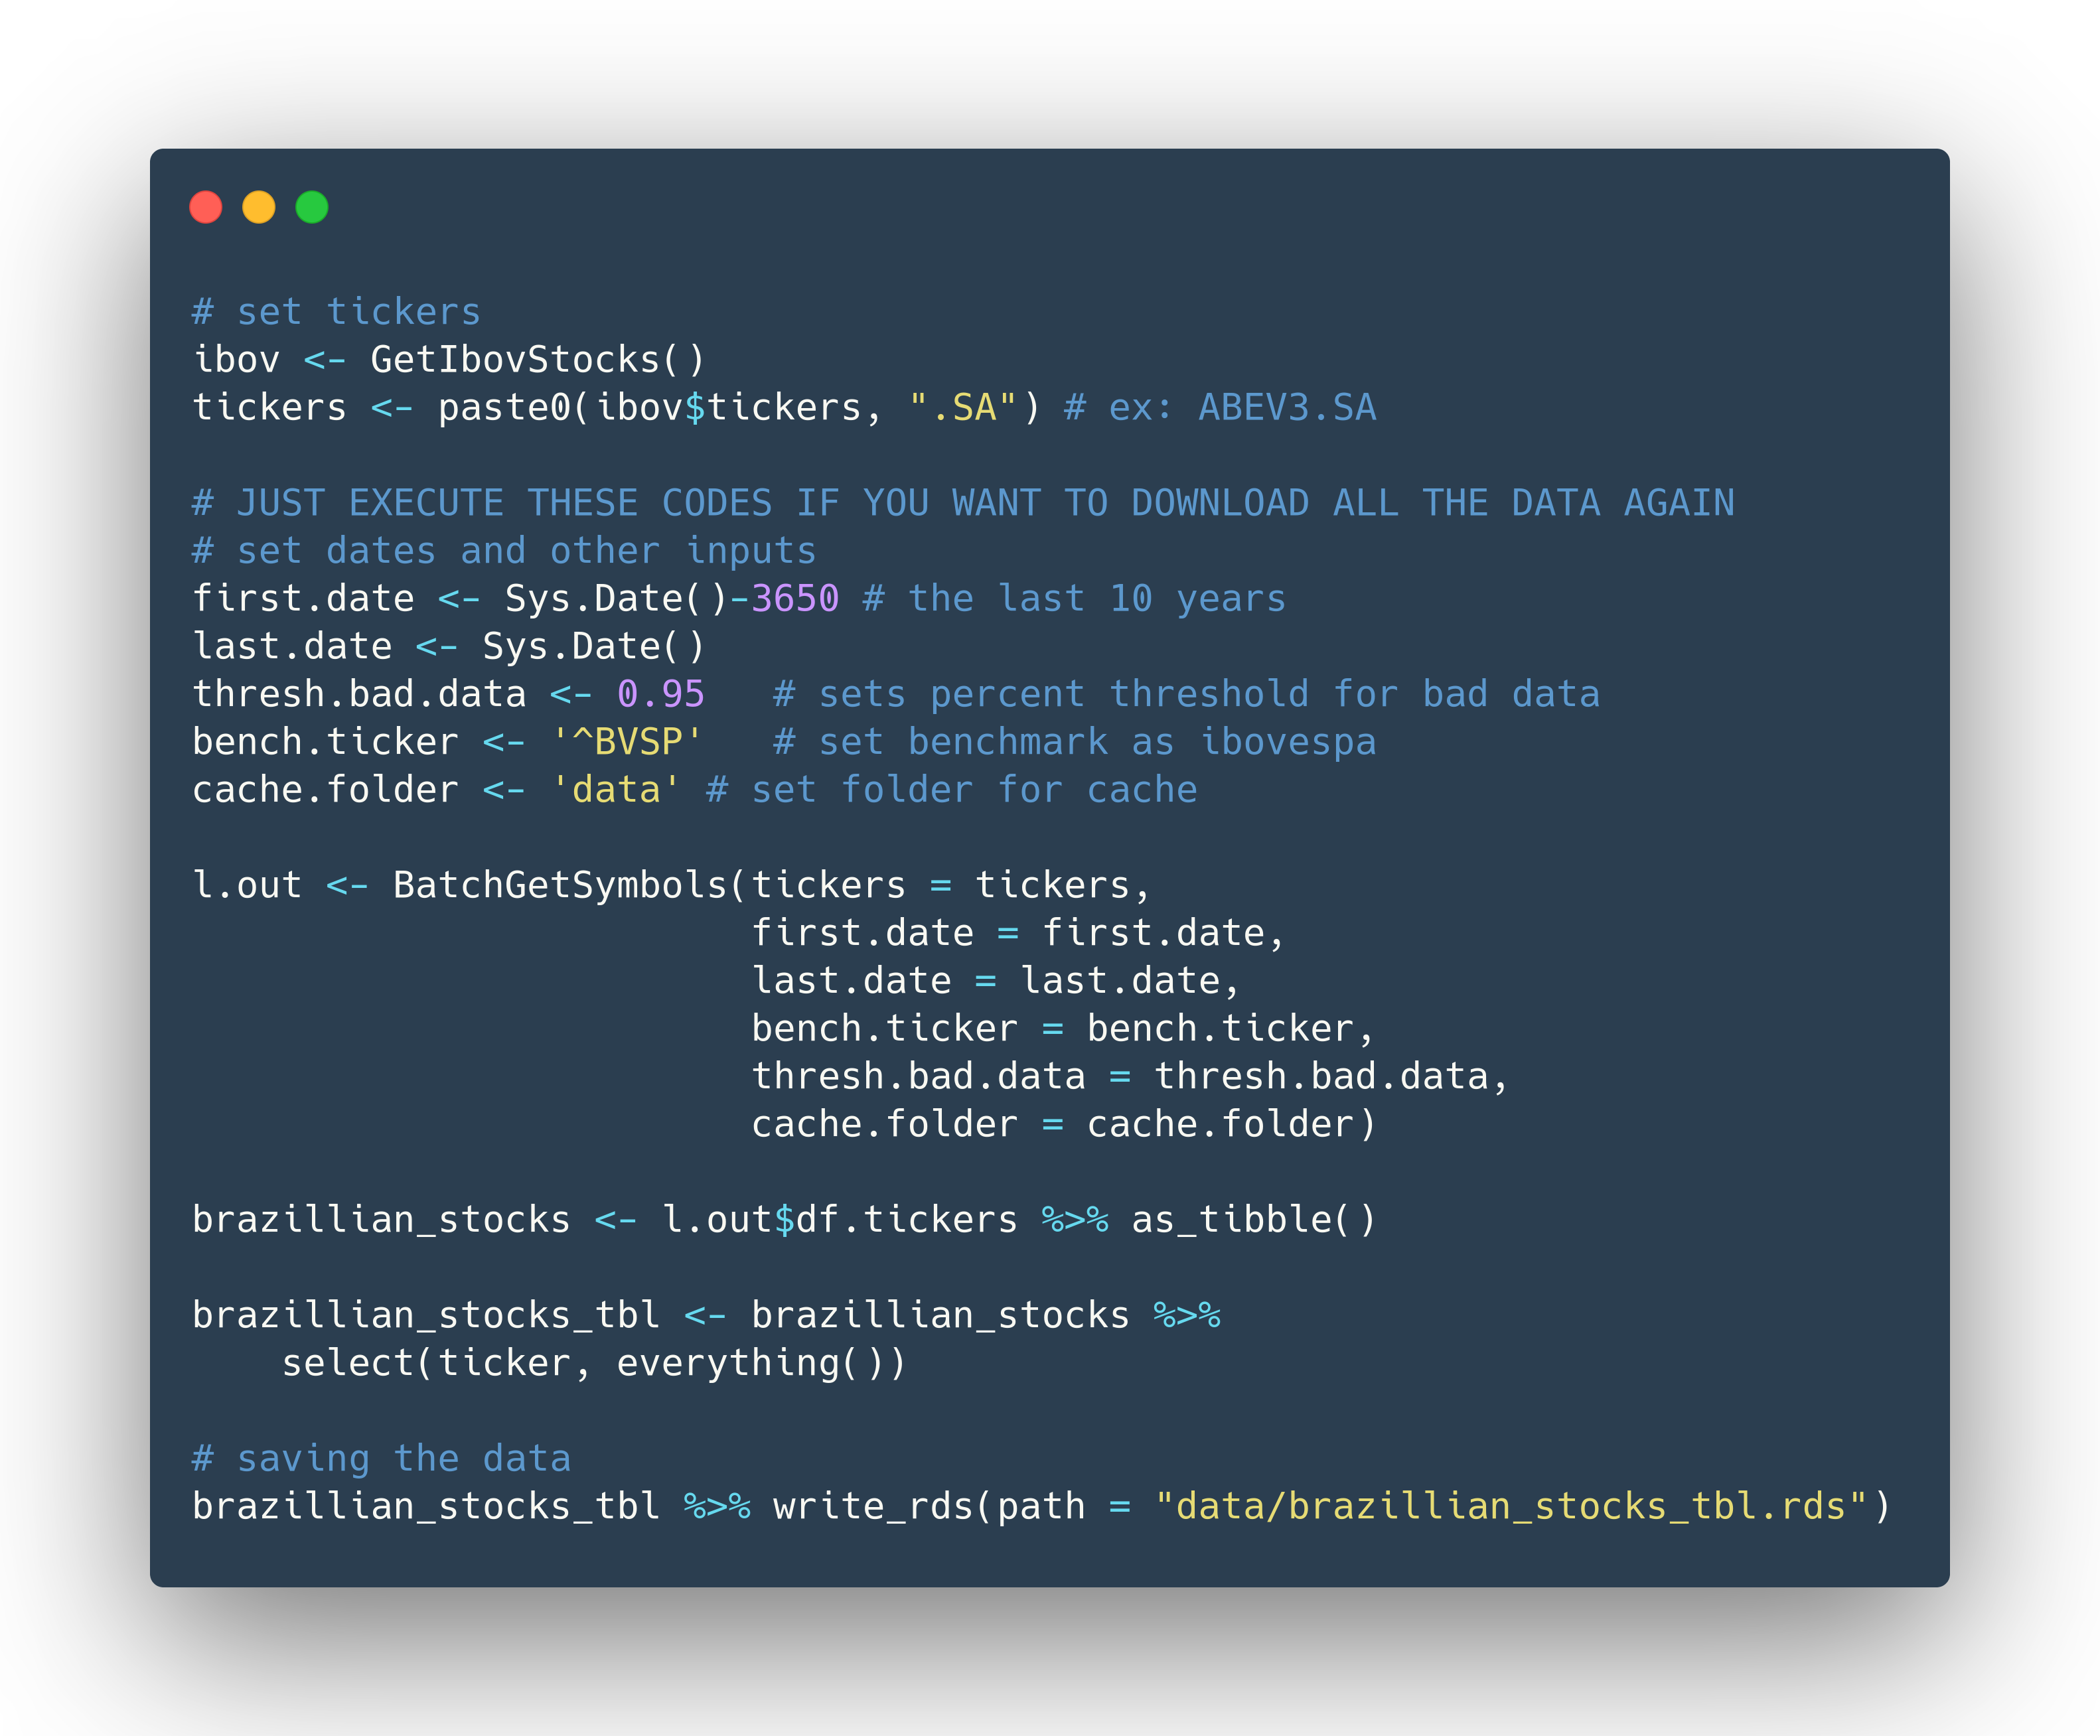 # set tickers
ibov <- GetIbovStocks()
tickers <- paste0(ibov$tickers, ".SA") # ex: ABEV3.SA
# JUST EXECUTE THESE CODES IF YOU WANT TO DOWNLOAD ALL THE DATA AGAIN
# set dates and other inputs
first.date <- Sys.Date()-3650 # the last 10 years
last.date <- Sys.Date()
thresh.bad.data <- 0.95   # sets percent threshold for bad data
bench.ticker <- '^BVSP'   # set benchmark as ibovespa
cache.folder <- 'data' # set folder for cache
l.out <- BatchGetSymbols(tickers = tickers,
                         first.date = first.date,
                         last.date = last.date,
                         bench.ticker = bench.ticker,
                         thresh.bad.data = thresh.bad.data,
                         cache.folder = cache.folder)
brazillian_stocks <- l.out$df.tickers %>% as_tibble()
brazillian_stocks_tbl <- brazillian_stocks %>%
    select(ticker, everything())
# saving the data
brazillian_stocks_tbl %>% write_rds(path = "data/brazillian_stocks_tbl.rds")